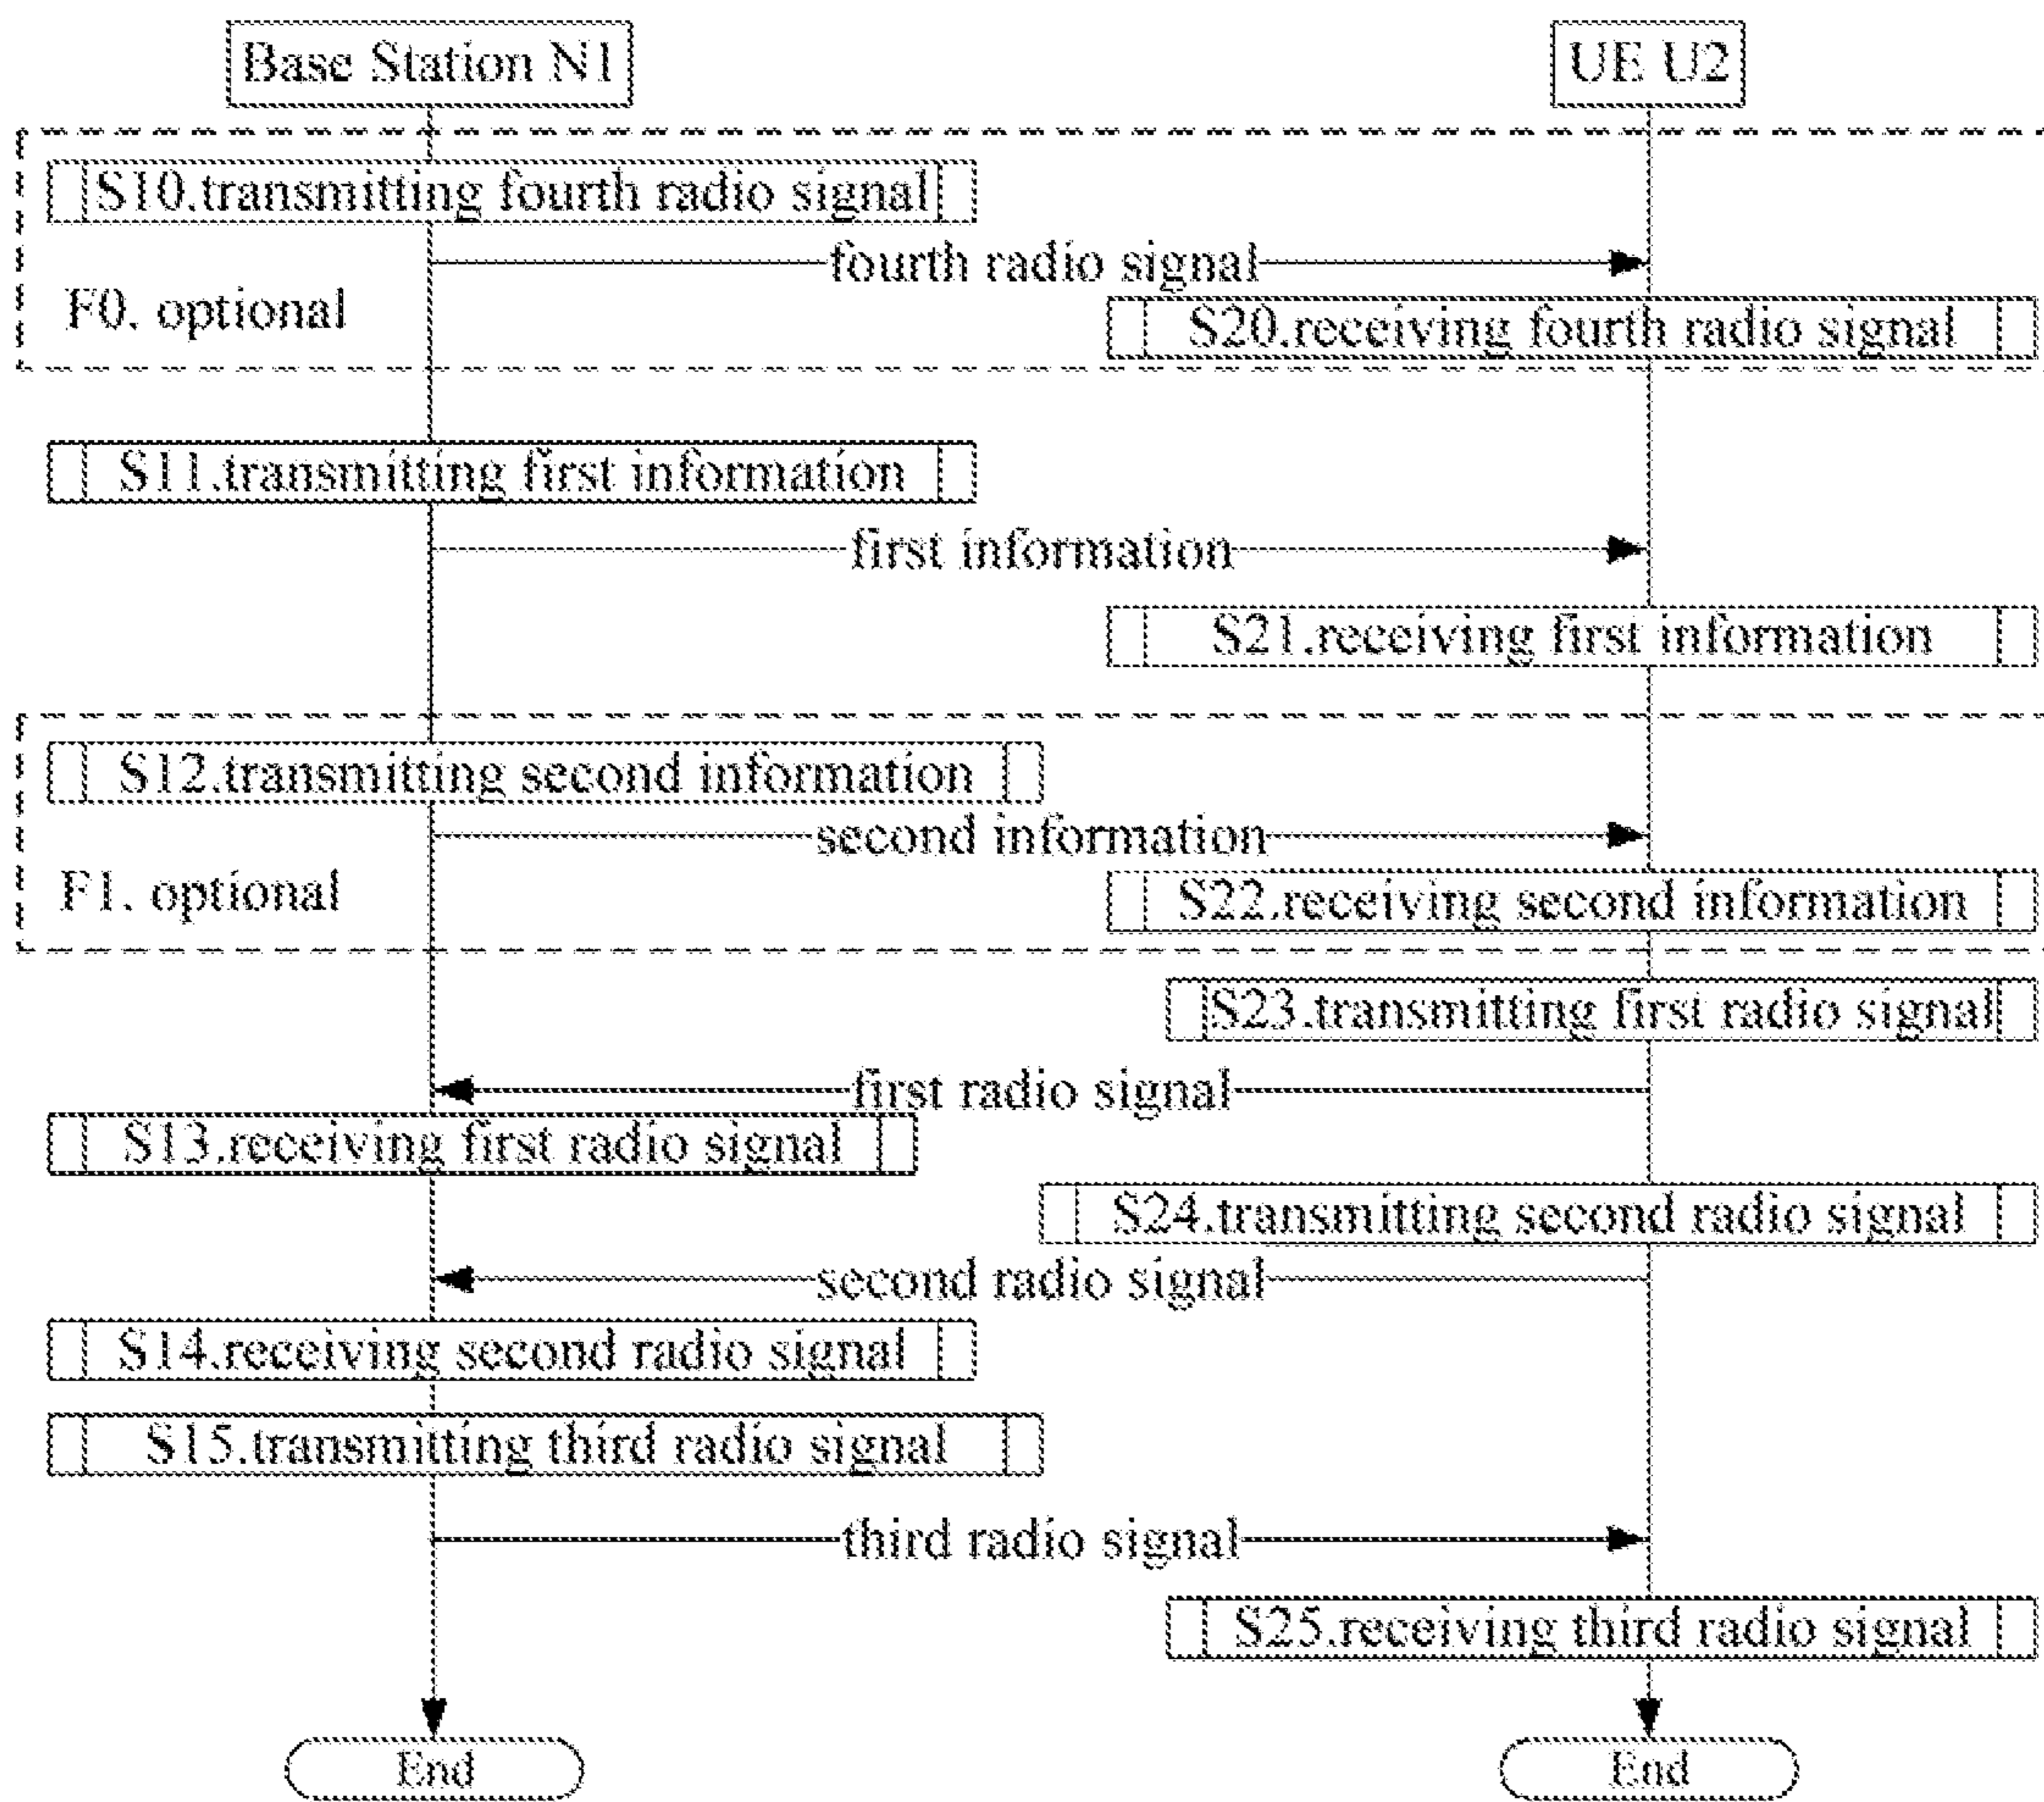 Base Station N1
UE U2
S10.transmitting fourth radio signal
fourth radio signal
F0. optional
S20.receiving fourth radio signal
S11.transmitting first information
first information
S21.receiving first information
S12.transmitting second information
second information
F1. optional
S22.receiving second information
S23.transmitting first radio signal
first radio signal
S13.receiving first radio signal
S24.transmitting second radio signal
second radio signal
S14.receiving second radio signal
S15.transmitting third radio signal
third radio signal
S25.receiving third radio signal
End
End